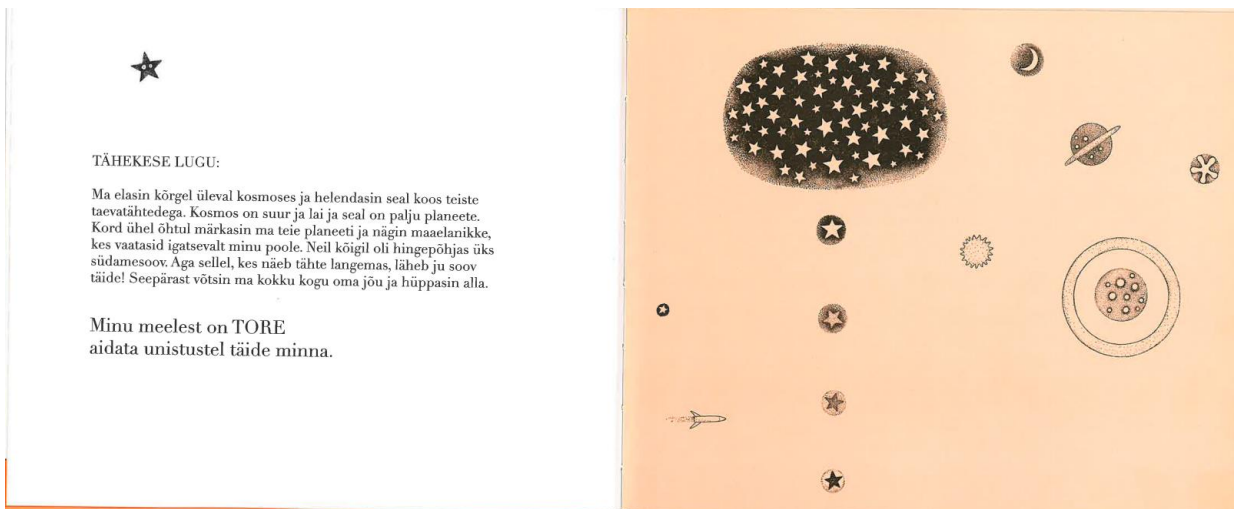 TÄHEKESE LUGU:
Ma elasin kõrgel üleval kosmoses ja helendasin seal koos teiste
taevatähtedega. Kosmos on suur ja lai ja seal on palju planeete.
Kord ühel õhtul märkasin ma teie planeeti ja nägin maaelanikke,
kes vaatasid igatsevalt minu poole. Neil kõigil oli hingepõhjas üks
südamesoov. Aga sellel, kes näeb tähte langemas, läheb ju soov
täide! Seepärast võtsin ma kokku kogu oma jõu ja hüppasin alla.
Minu meelest on TORE
aidata unistustel täide minna.